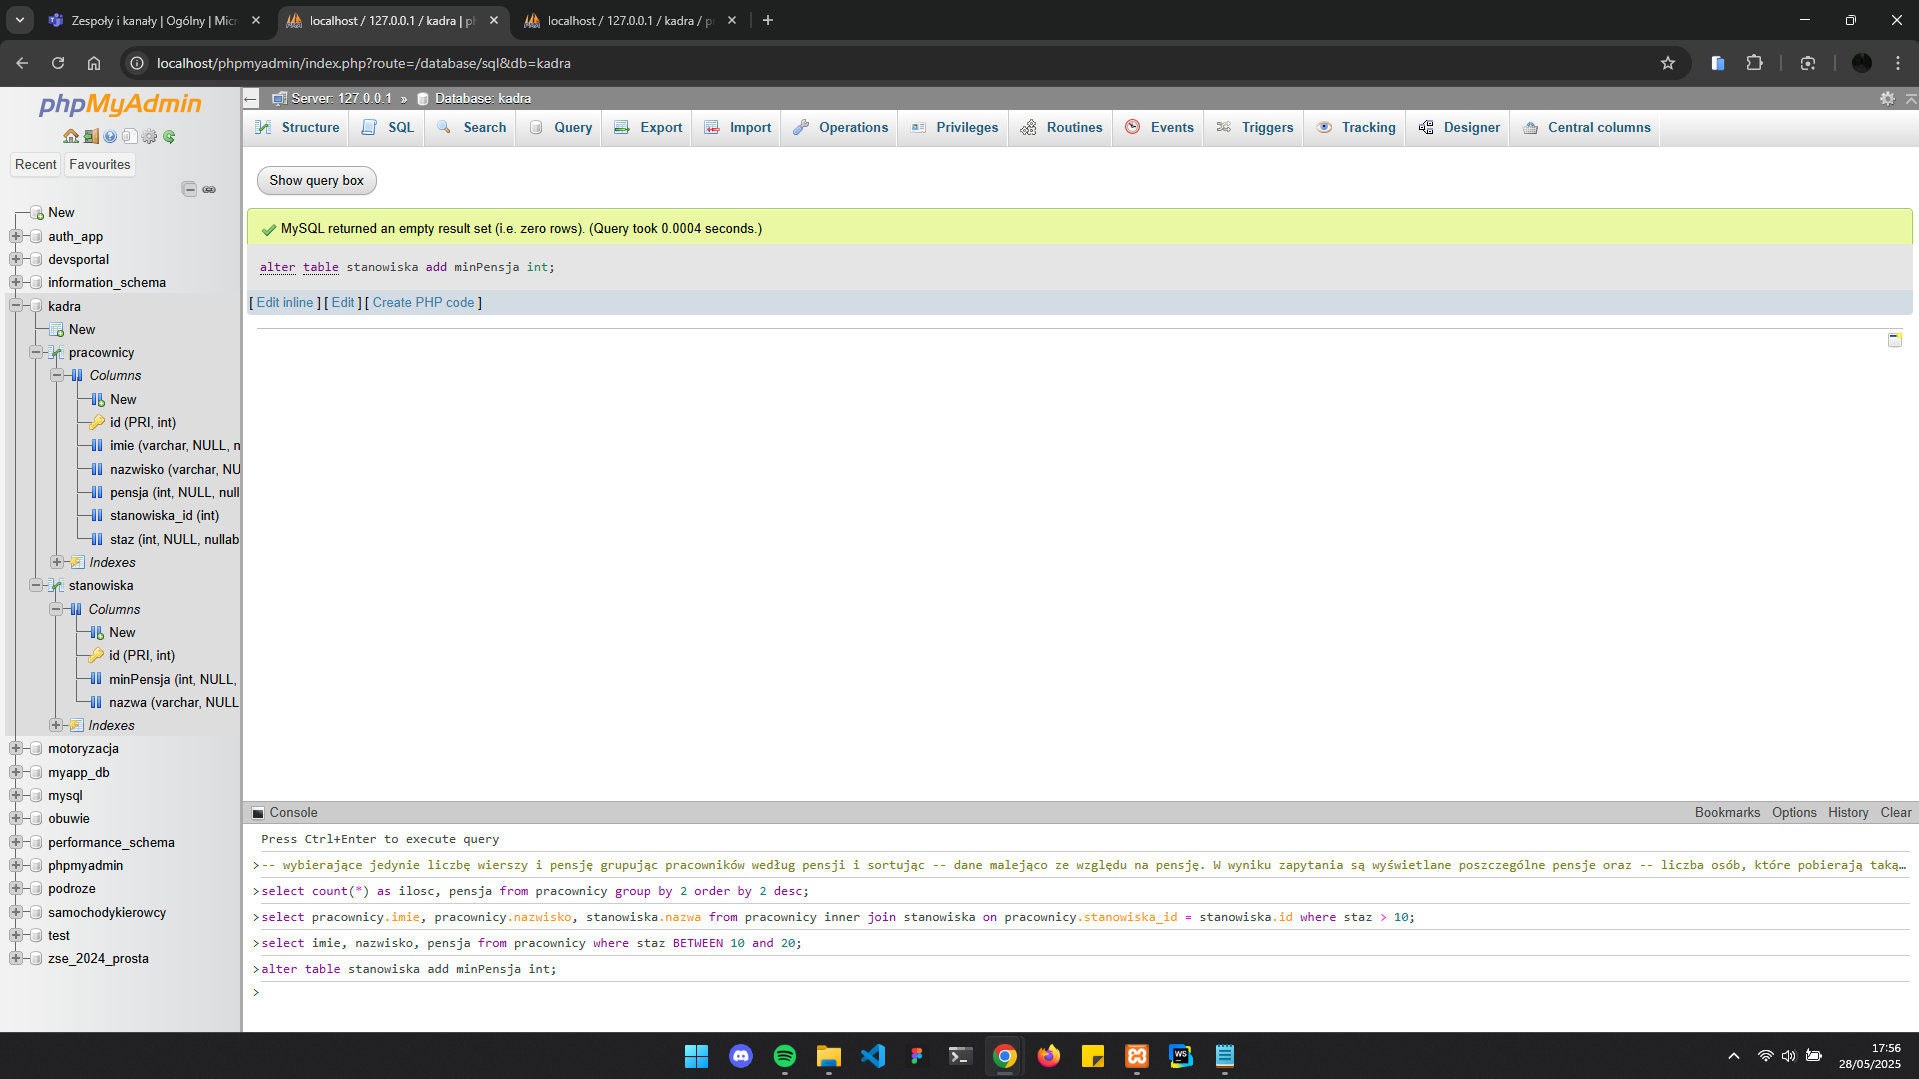 Zespoły i kanały | Ogólny | Micr
localhost / 127.0.0.1 / kadra | ph
localhost / 127.0.0.1 / kadra / p
localhost/phpmyadmin/index.php?route=/database/sql&db=kadra
phpMyAdmin
Recent
Favourites
New
auth_app
devsportal
information_schema
kadra
New
pracownicy
Columns
New
id (PRI, int)
imie (varchar, NULL, n
nazwisko (varchar, NU
pensja (int, NULL, null
stanowiska_id (int)
staz (int, NULL, nullab
Indexes
stanowiska
Columns
New
id (PRI, int)
minPensja (int, NULL,
nazwa (varchar, NULL
Indexes
motoryzacja
myapp_db
mysql
obuwie
performance_schema
phpmyadmin
podroze
samochodykierowcy
test
zse_2024_prosta
Server: 127.0.0.1 » Database: kadra
Structure SQL Search Query Export Import Operations Privileges Routines Events Triggers Tracking Designer Central columns
Show query box
MySQL returned an empty result set (i.e. zero rows). (Query took 0.0004 seconds.)
alter table stanowiska add minPensja int;
[ Edit inline ] [ Edit ] [ Create PHP code ]
Console
Bookmarks Options History Clear
Press Ctrl+Enter to execute query
>-- wybierające jedynie liczbę wierszy i pensję grupując pracowników według pensji i sortując -- dane malejąco ze względu na pensję. W wyniku zapytania są wyświetlane poszczególne pensje oraz -- liczba osób, które pobierają taką…
>select count(*) as ilosc, pensja from pracownicy group by 2 order by 2 desc;
>select pracownicy.imie, pracownicy.nazwisko, stanowiska.nazwa from pracownicy inner join stanowiska on pracownicy.stanowiska_id = stanowiska.id where staz > 10;
>select imie, nazwisko, pensja from pracownicy where staz BETWEEN 10 and 20;
>alter table stanowiska add minPensja int;
>
WS
17:56
28/05/2025